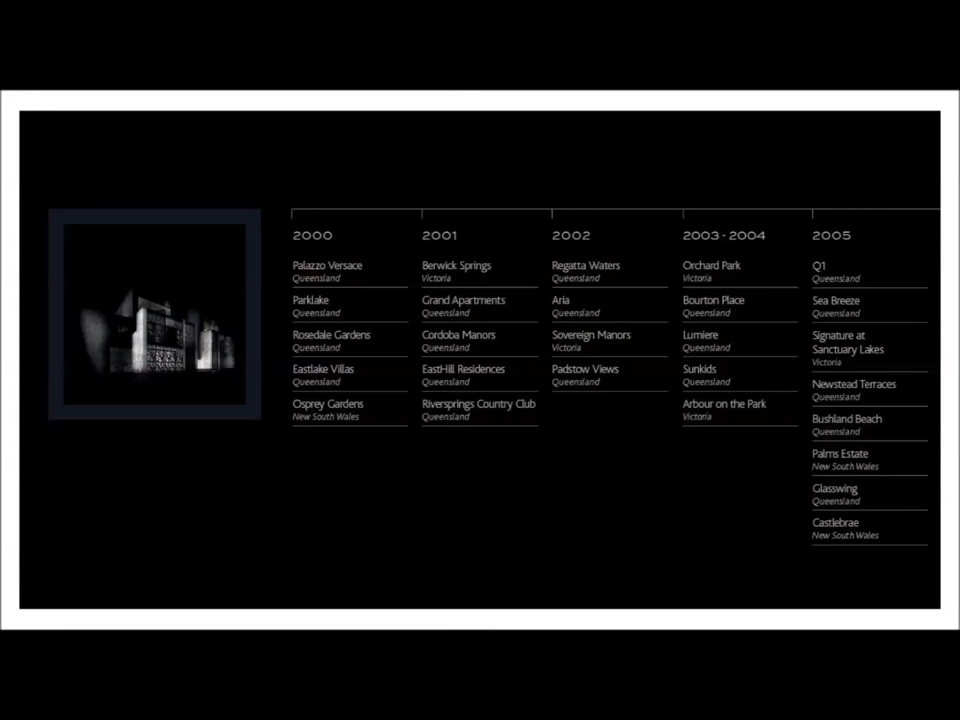 2000
Palazzo Versace
Queensland
Parklake
Queensland
Rosedale Gardens
Queensland
Eastlake Villas
Queensland
Osprey Gardens
New South Wales
2001
Berwick Springs
Victoria
Grand Apartments
Queensland
Cordoba Manors
Queensland
EastHill Residences
Queensland
Riversprings Country Club
Queensland
2002
Regatta Waters
Queensland
Aria
Queensland
Sovereign Manors
Victoria
Padstow Views
Queensland
2003 - 2004
Orchard Park
Victoria
Bourton Place
Queensland
Lumiere
Queensland
Sunkids
Queensland
Arbour on the Park
Victoria
2005
Q1
Queensland
Sea Breeze
Queensland
Signature at
Sanctuary Lakes
Victoria
Newstead Terraces
Queensland
Bushland Beach
Queensland
Palms Estate
New South Wales
Glasswing
Queensland
Castlebrae
New South Wales